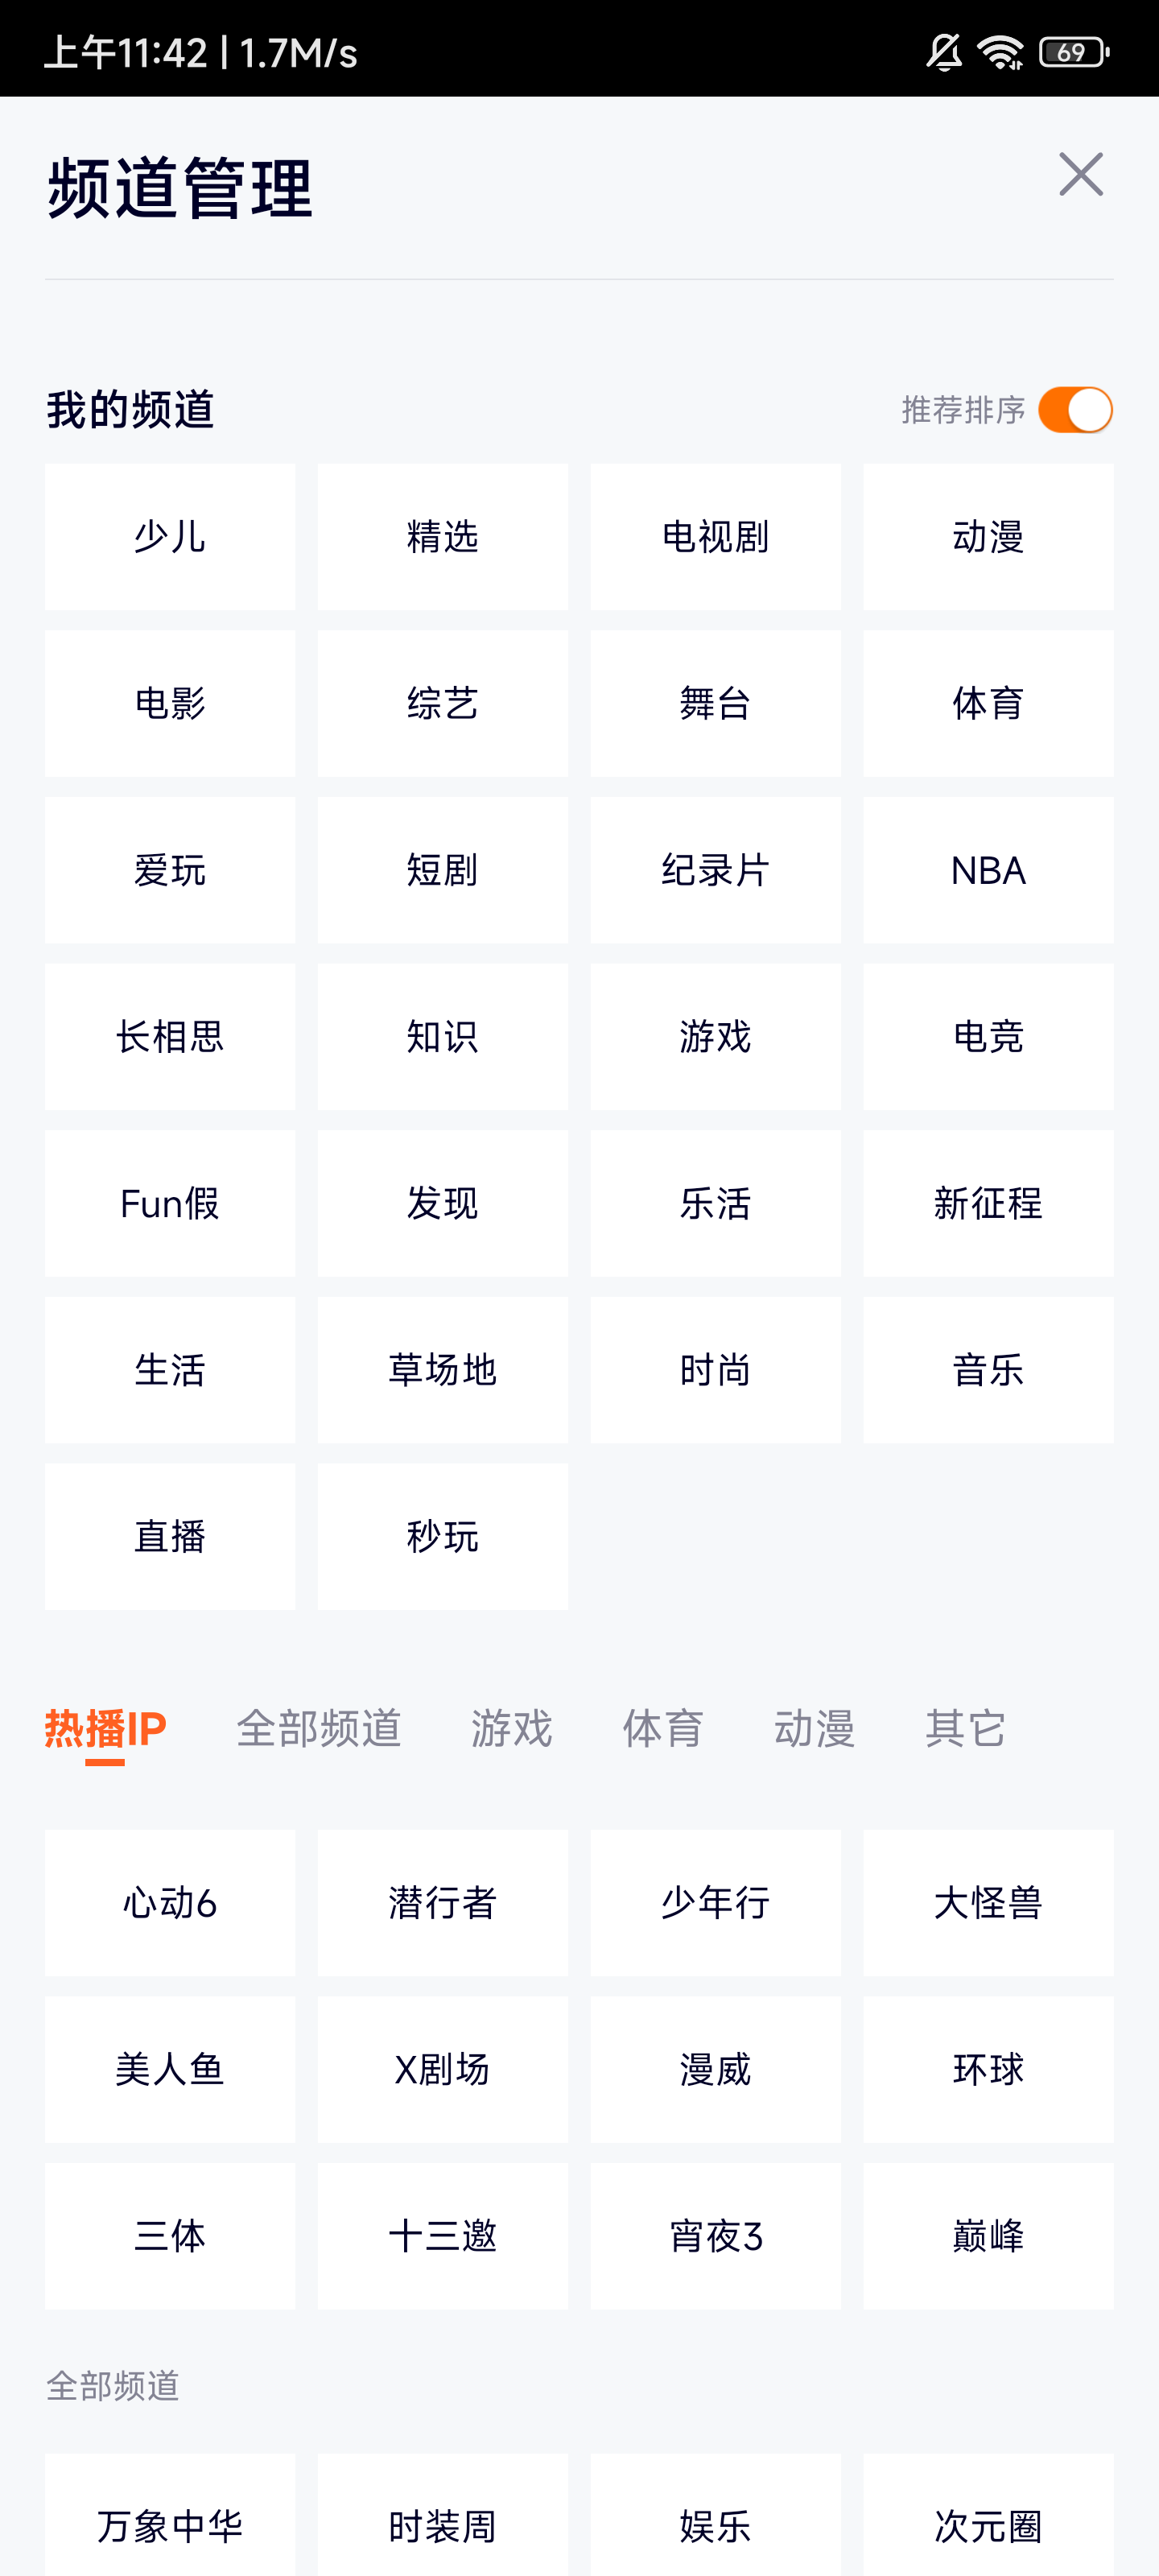 上午11:42 | 1.7M/s
69
频道管理
我的频道
推荐排序
少儿 精选 电视剧 动漫
电影 综艺 舞台 体育
爱玩 短剧 纪录片 NBA
长相思 知识 游戏 电竞
Fun假 发现 乐活 新征程
生活 草场地 时尚 音乐
直播 秒玩
热播IP 全部频道 游戏 体育 动漫 其它
心动6 潜行者 少年行 大怪兽
美人鱼 X剧场 漫威 环球
三体 十三邀 宵夜3 巅峰
全部频道
万象中华 时装周 娱乐 次元圈